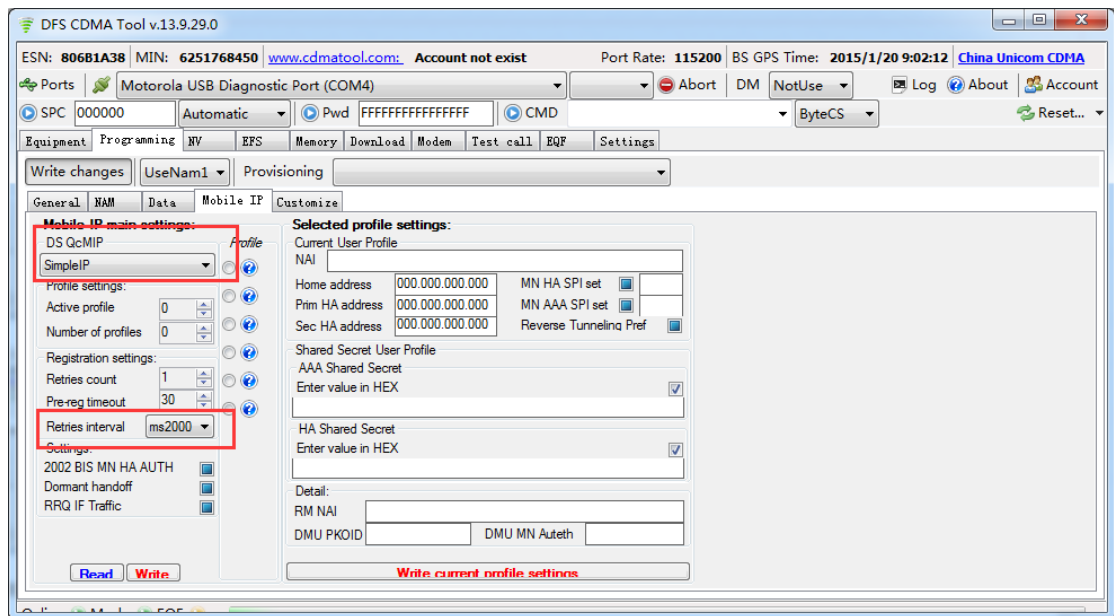 DFS CDMA Tool v.13.9.29.0
ESN: 806B1A38 MIN: 6251768450 www.cdmatool.com: Account not exist Port Rate: 115200 BS GPS Time: 2015/1/20 9:02:12 China Unicom CDMA
Ports Motorola USB Diagnostic Port (COM4) Abort DM NotUse Log About Account
SPC 000000 Automatic Pwd FFFFFFFFFFFFFFFF CMD ByteCS Reset...
Equipment Programming NV EFS Memory Download Modem Test call EQF Settings
Write changes UseNam1 Provisioning
General NAM Data Mobile IP Customize
Mobile IP main settings:
DS QcMIP Profile
SimpleIP
Profile settings:
Active profile 0
Number of profiles 0
Registration settings:
Retries count 1
Pre-reg timeout 30
Retries interval ms2000
Settings:
2002 BIS MN HA AUTH
Dormant handoff
RRQ IF Traffic
Read Write
Selected profile settings:
Current User Profile
NAI
Home address 000.000.000.000 MN HA SPI set
Prim HA address 000.000.000.000 MN AAA SPI set
Sec HA address 000.000.000.000 Reverse Tunneling Pref
Shared Secret User Profile
AAA Shared Secret
Enter value in HEX
HA Shared Secret
Enter value in HEX
Detail:
RM NAI
DMU PKOID DMU MN Auteth
Write current profile settings